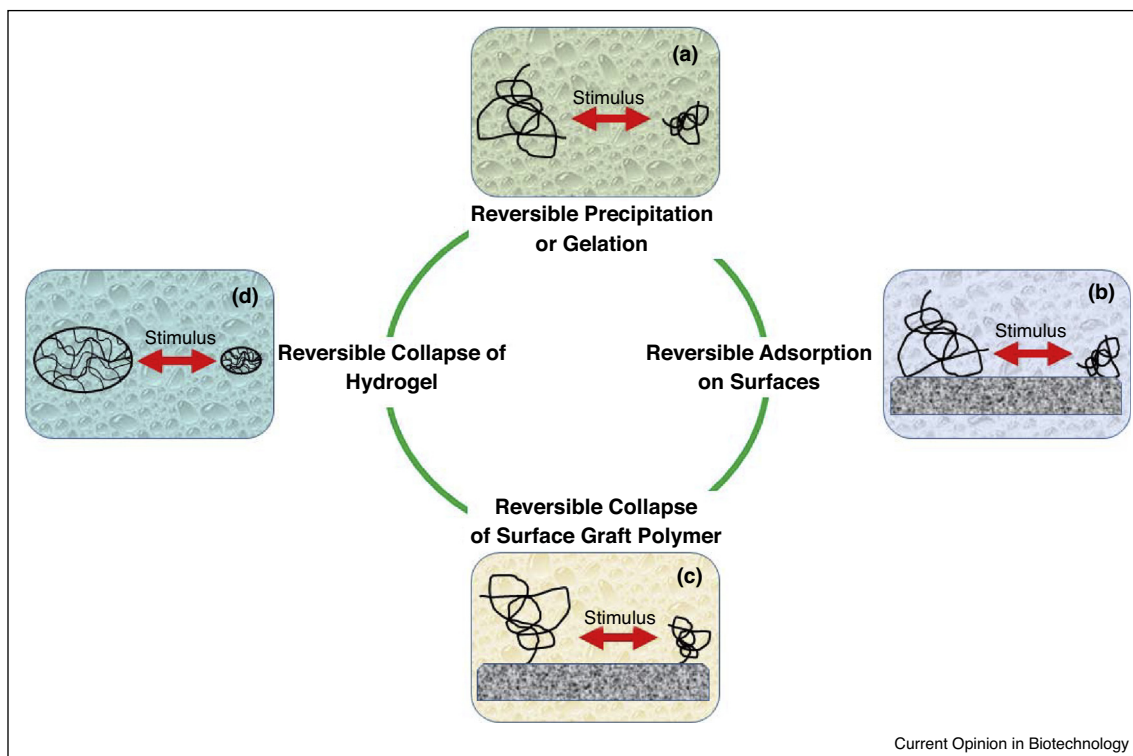 (a)
Stimulus
Reversible Precipitation
or Gelation
(d)
Stimulus
Reversible Collapse of
Hydrogel
Reversible Adsorption
on Surfaces
(b)
Stimulus
Reversible Collapse
of Surface Graft Polymer
(c)
Stimulus
Current Opinion in Biotechnology